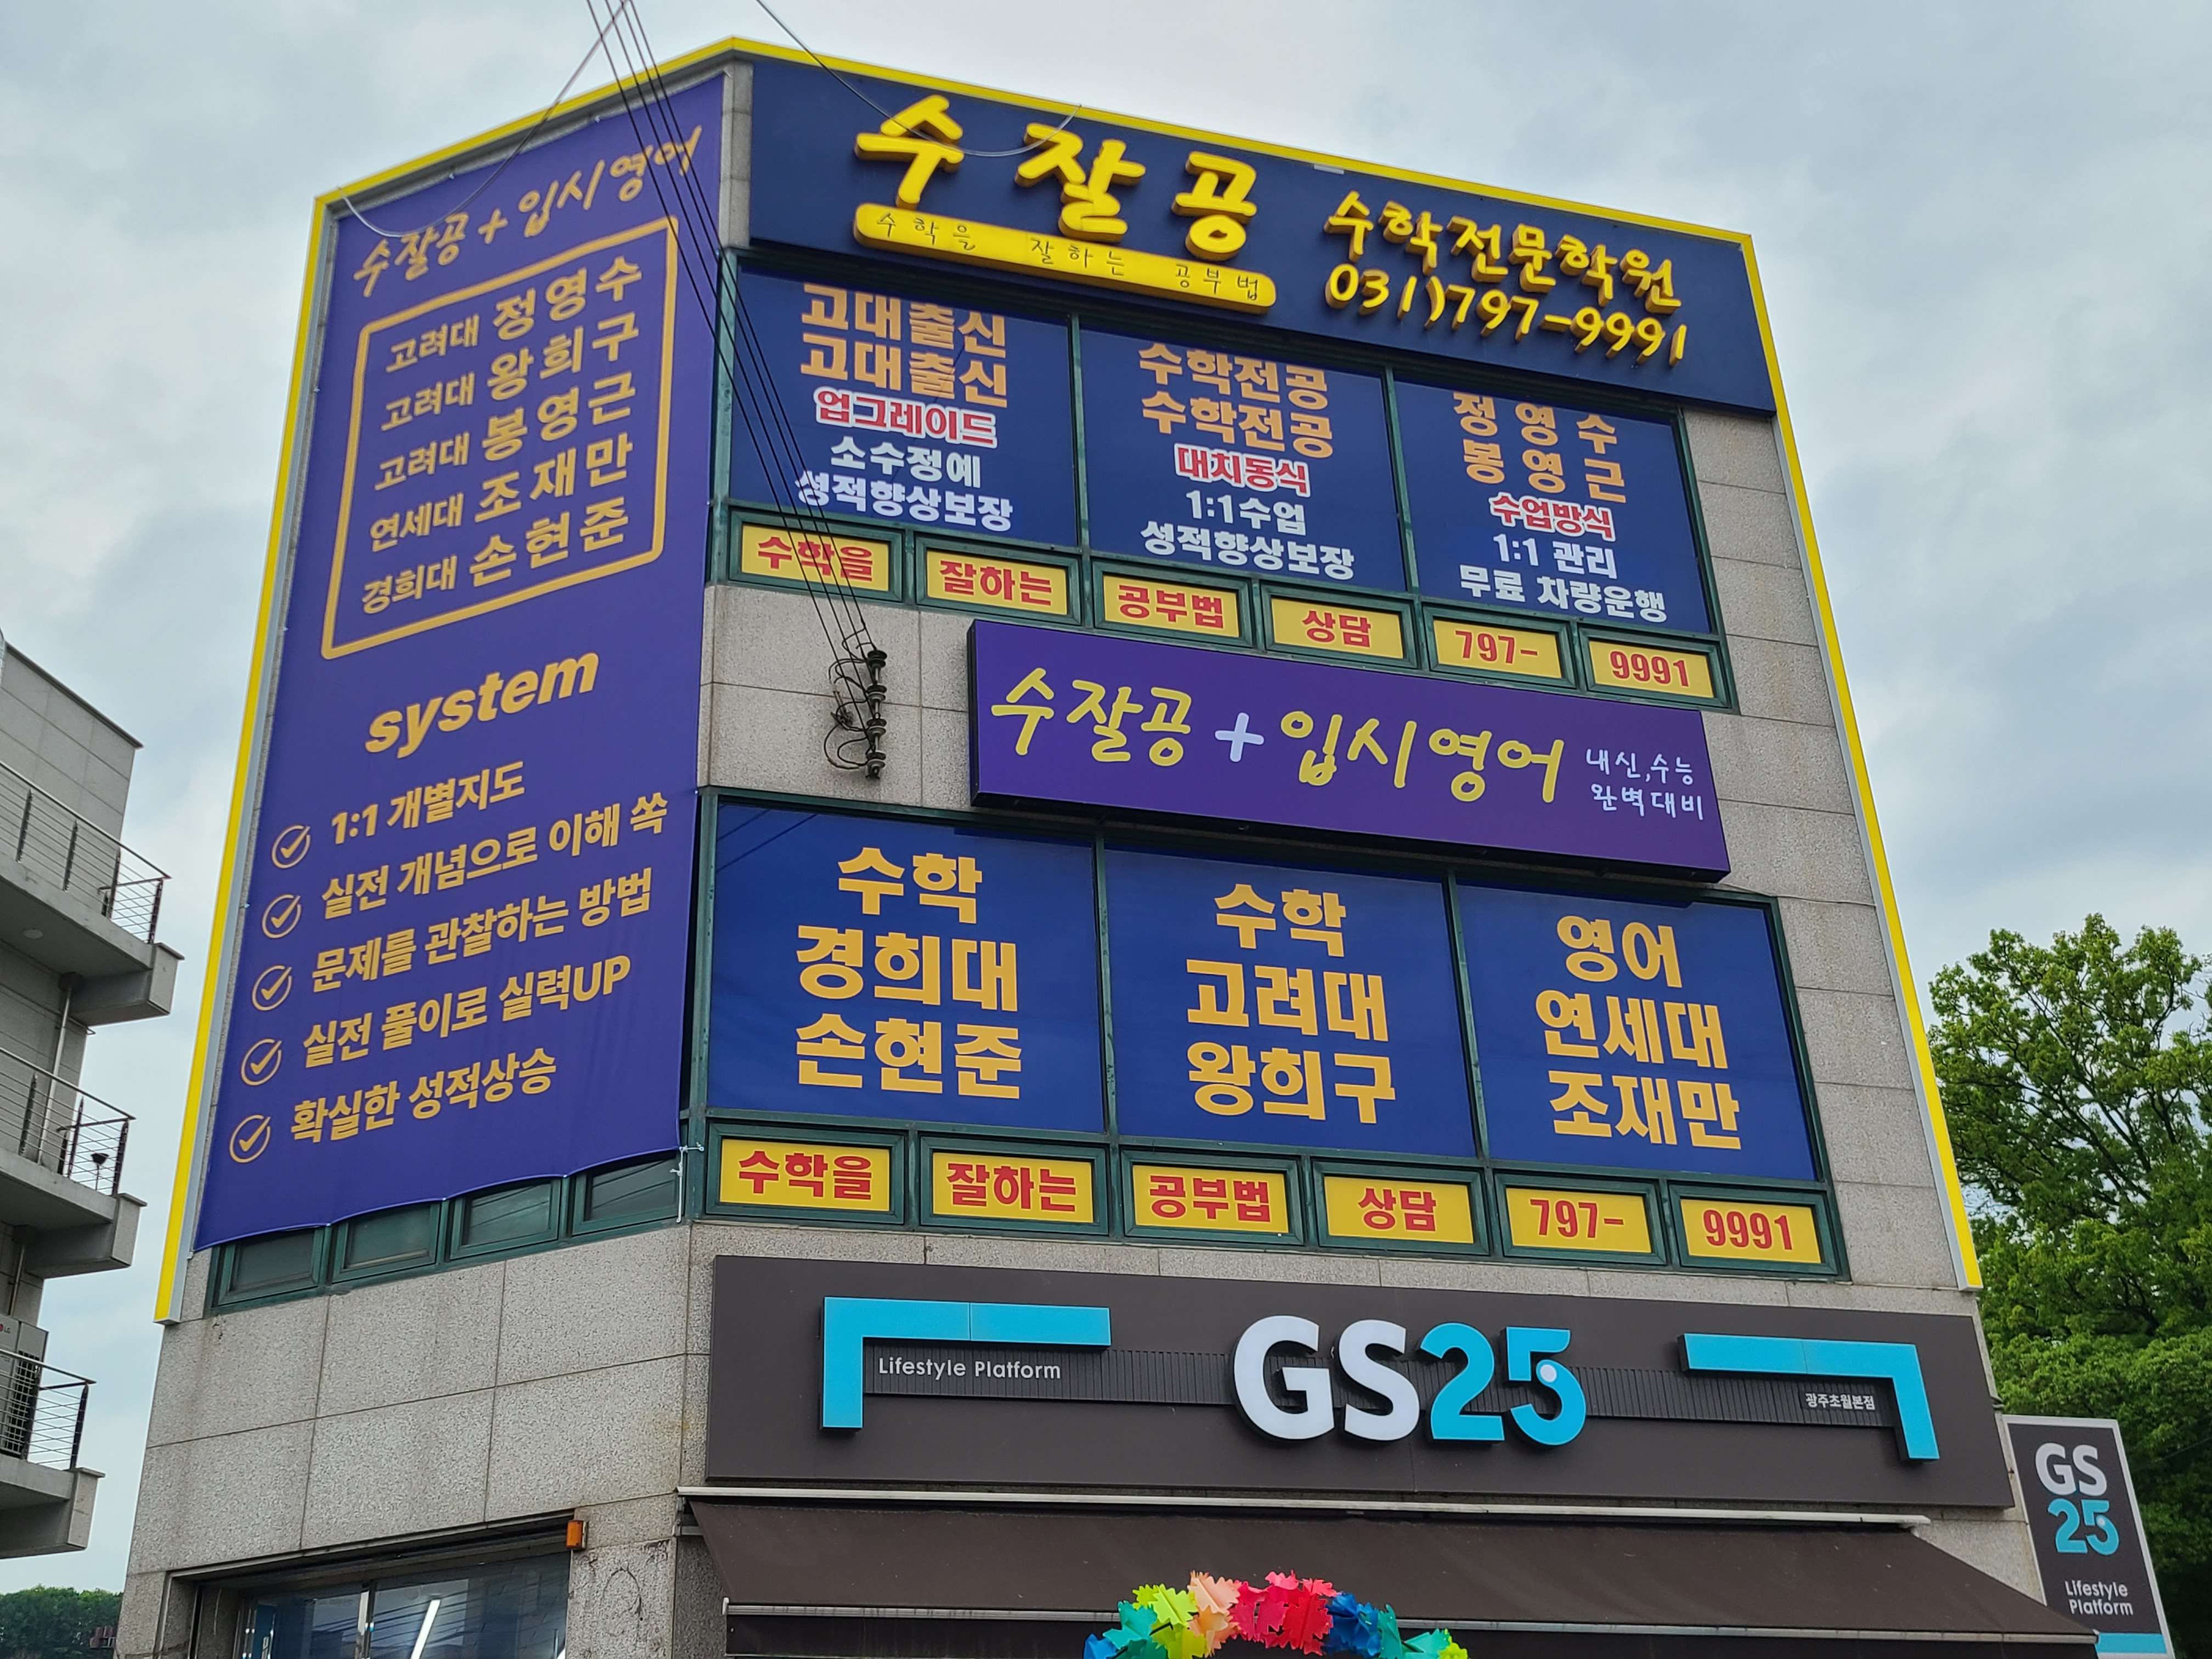 수잘공 + 입시영어
고려대 정영수
고려대 왕희구
고려대 봉영근
연세대 조재만
경희대 손현준
system
1:1 개별지도
실전 개념으로 이해 쏙
문제를 관찰하는 방법
실전 풀이로 실력UP
확실한 성적상승
수잘공
수학을 잘하는 공부법
수학전문학원
031)797-9991
고대출신
고대출신
업그레이드
소수정예
성적향상보장
수학전공
수학전공
대치동식
1:1수업
성적향상보장
정영수
봉영근
수업방식
1:1 관리
무료 차량운행
수학을 잘하는 공부법 상담 797- 9991
수잘공 + 입시영어
내신,수능
완벽대비
수학
경희대
손현준
수학
고려대
왕희구
영어
연세대
조재만
수학을 잘하는 공부법 상담 797- 9991
Lifestyle Platform
GS25
광주초월본점
GS
25
Lifestyle
Platform